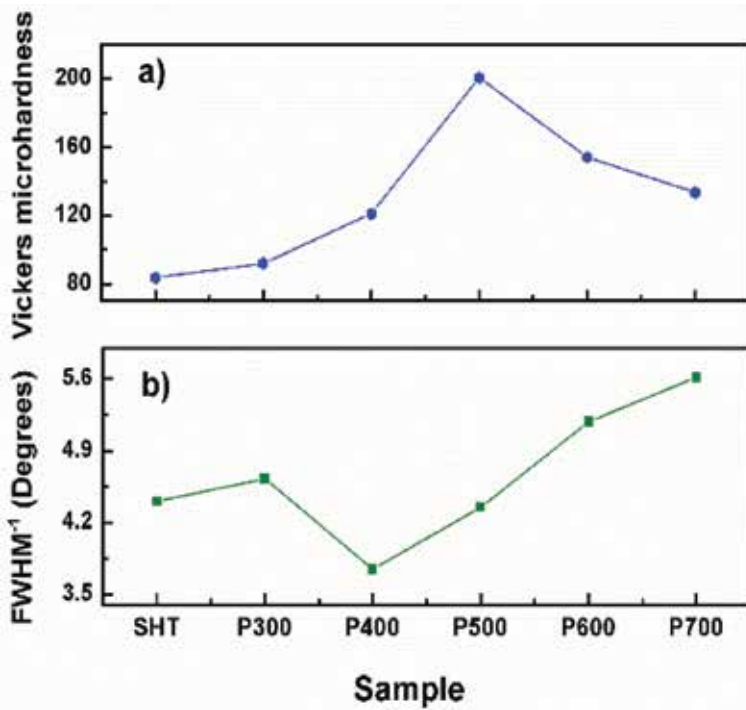 Vickers microhardness
a)
200
160
120
80
FWHM⁻¹ (Degrees)
b)
5.6
4.9
4.2
3.5
SHT P300 P400 P500 P600 P700
Sample